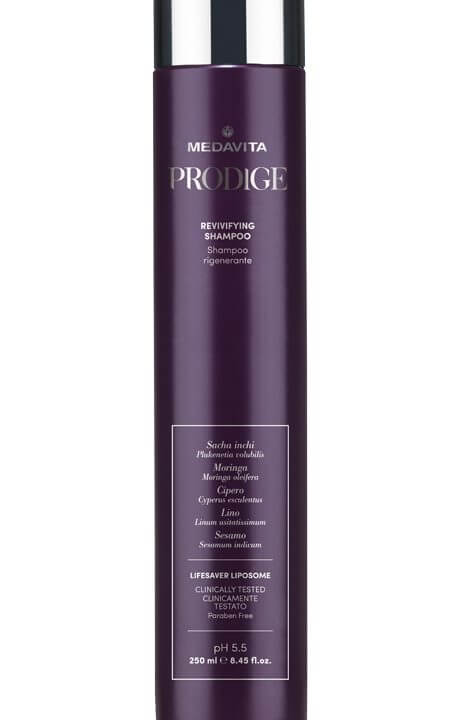 MEDAVITA
PRODIGE
REVIVIFYING
SHAMPOO
Shampoo
rigenerante
Sacha inchi
Plukenetia volubilis
Moringa
Moringa oleifera
Cipero
Cyperus esculentus
Lino
Linum usitatissimum
Sesamo
Sesamum indicum
LIFESAVER LIPOSOME
CLINICALLY TESTED
CLINICAMENTE
TESTATO
Paraben Free
pH 5.5
250 ml ℮ 8.45 fl.oz.